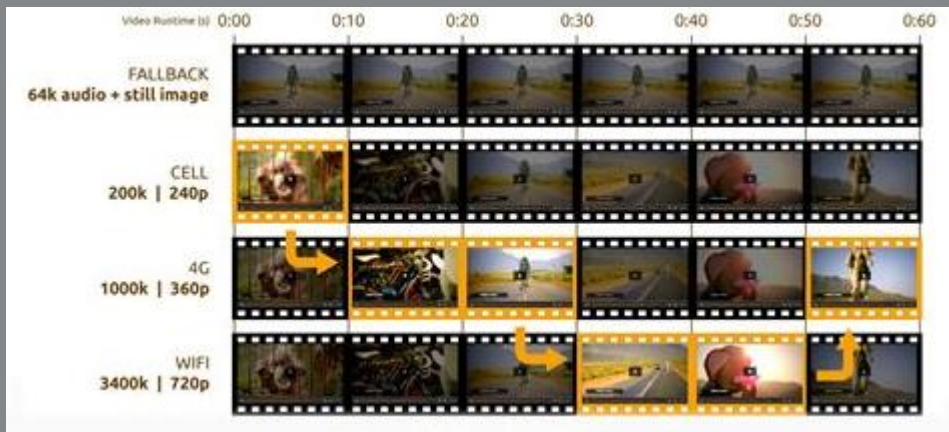 Video Runtime (s) 0:00 0:10 0:20 0:30 0:40 0:50 0:60
FALLBACK
64k audio + still image
CELL
200k | 240p
4G
1000k | 360p
WIFI
3400k | 720p